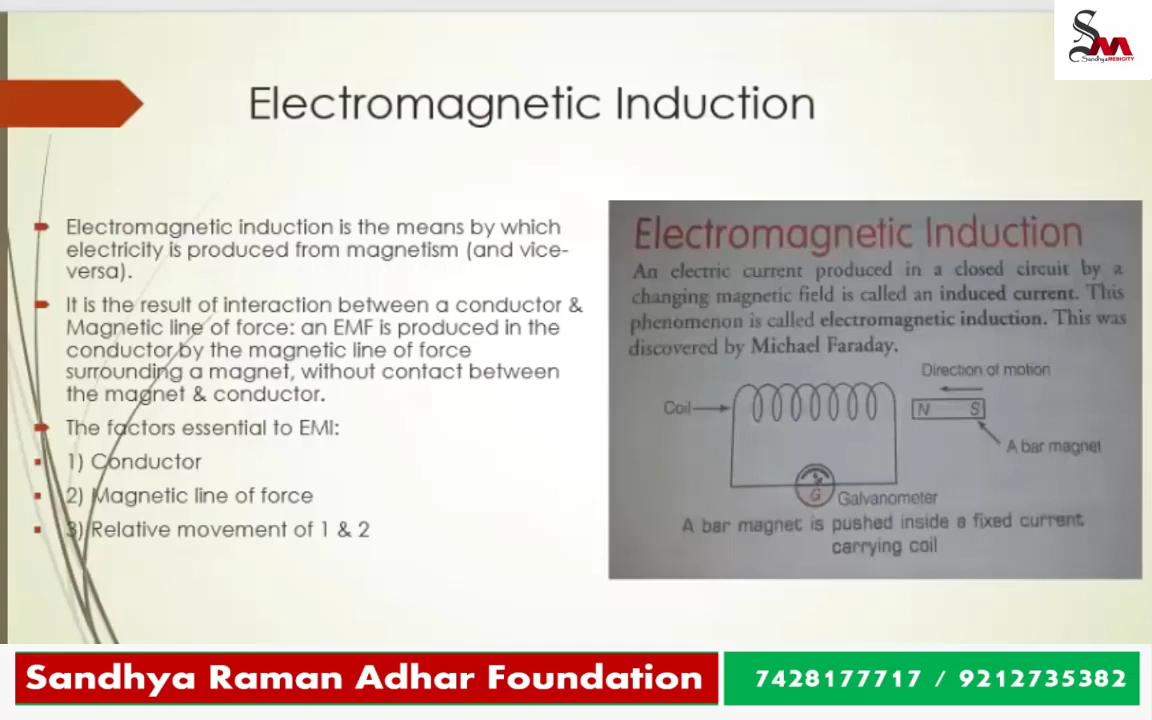 SM
SandhyaMEDICITY
Electromagnetic Induction
Electromagnetic induction is the means by which
electricity is produced from magnetism (and vice-
versa).
It is the result of interaction between a conductor &
Magnetic line of force: an EMF is produced in the
conductor by the magnetic line of force
surrounding a magnet, without contact between
the magnet & conductor.
The factors essential to EMI:
1) Conductor
2) Magnetic line of force
3) Relative movement of 1 & 2
Electromagnetic Induction
An electric current produced in a closed circuit by a
changing magnetic field is called an induced current. This
phenomenon is called electromagnetic induction. This was
discovered by Michael Faraday.
Direction of motion
Coil
N S
A bar magnet
G
Galvanometer
A bar magnet is pushed inside a fixed current
carrying coil
Sandhya Raman Adhar Foundation
7428177717 / 9212735382